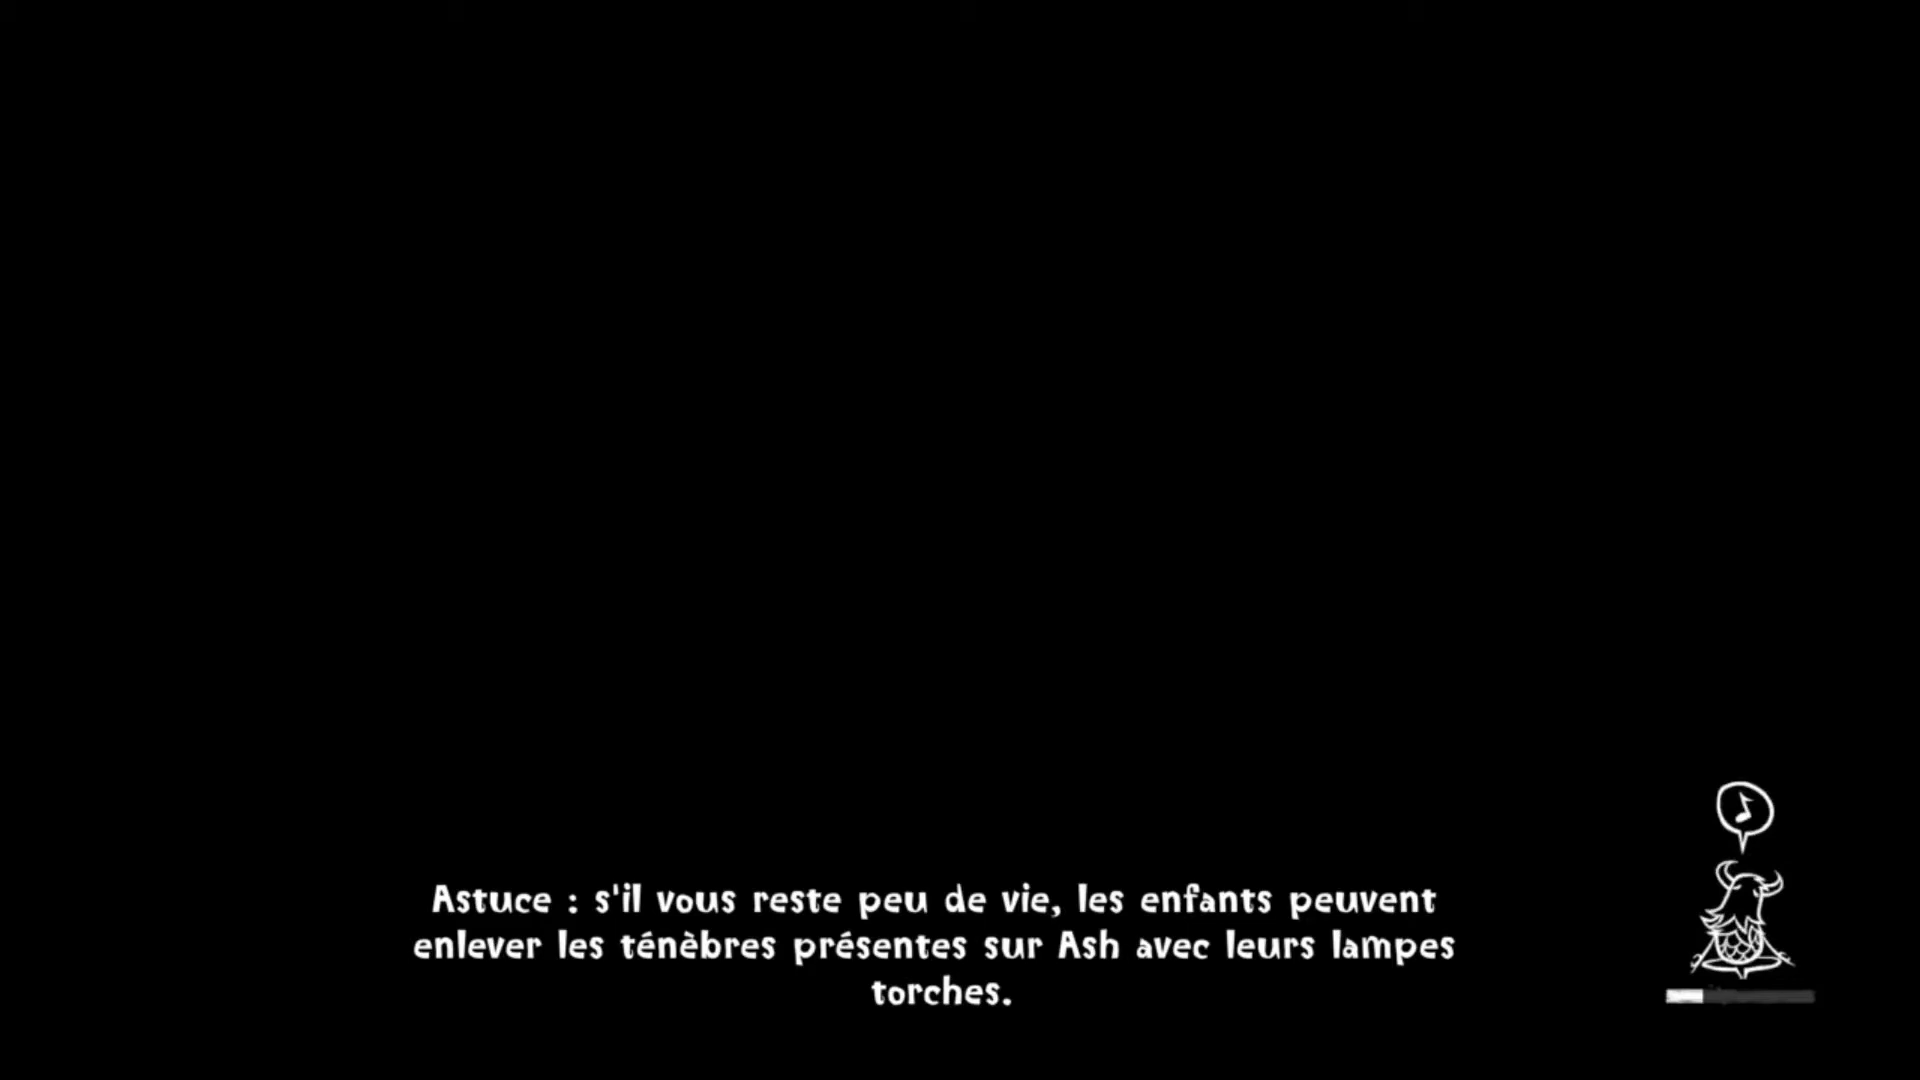 Astuce : s'il vous reste peu de vie, les enfants peuvent
enlever les ténèbres présentes sur Ash avec leurs lampes
torches.